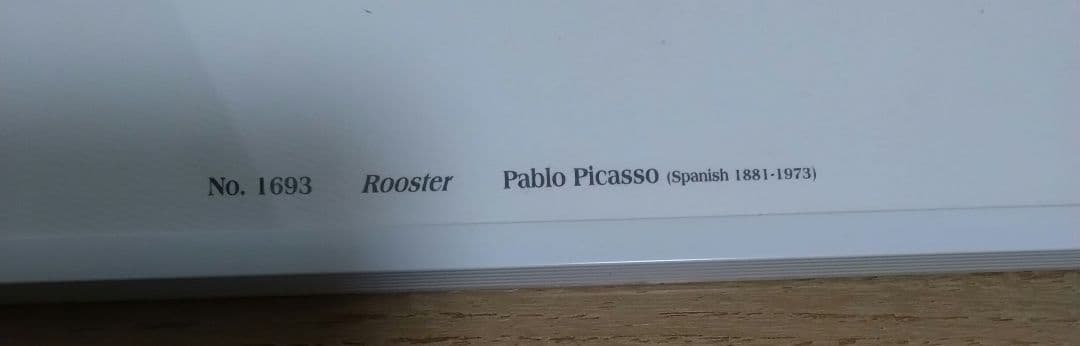 No. 1693 Rooster Pablo Picasso (Spanish 1881-1973)